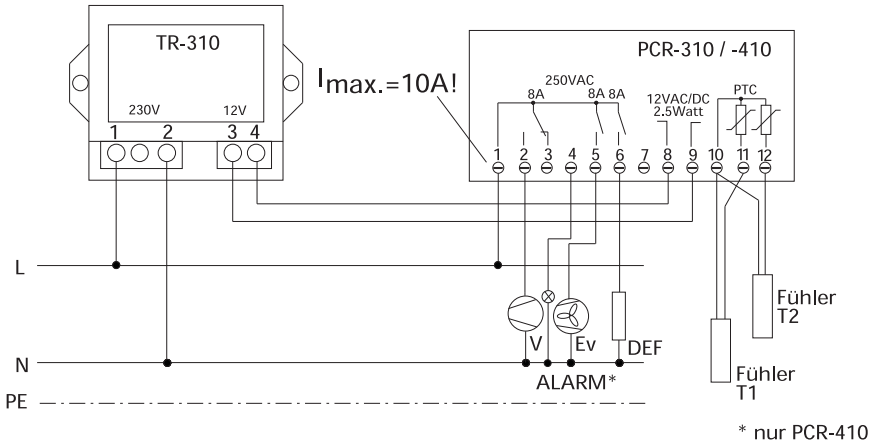 TR-310
230V 12V
1 2 3 4
Imax.=10A!
PCR-310 / -410
250VAC
8A 8A 8A
12VAC/DC
2.5Watt
PTC
1 2 3 4 5 6 7 8 9 10 11 12
L
N
PE
V Ev DEF
ALARM*
Fühler
T2
Fühler
T1
* nur PCR-410